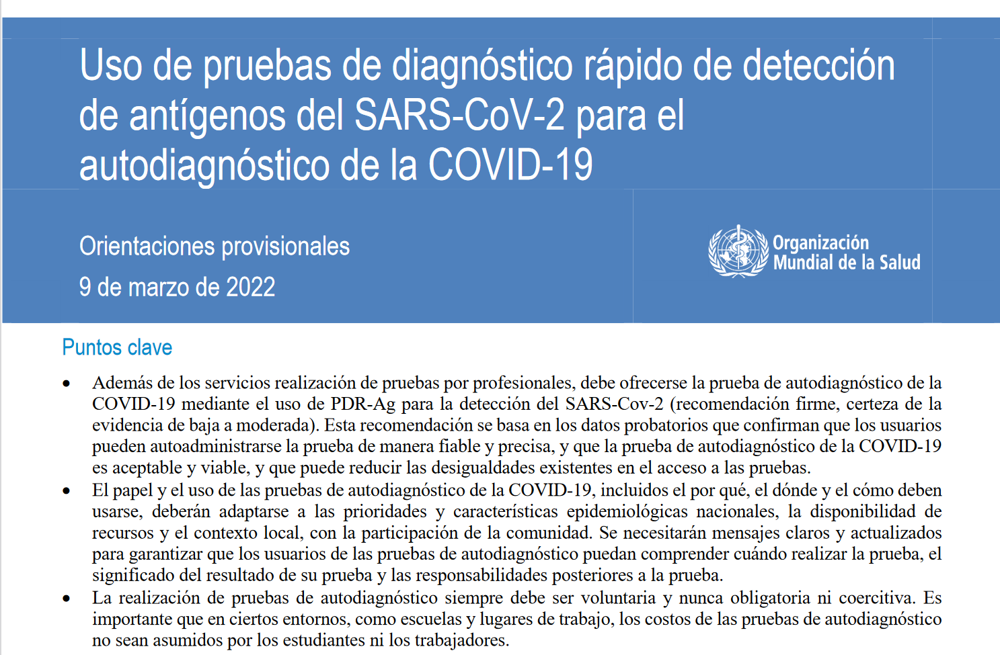 Uso de pruebas de diagnóstico rápido de detección
de antígenos del SARS-CoV-2 para el
autodiagnóstico de la COVID-19
Orientaciones provisionales
9 de marzo de 2022
Organización
Mundial de la Salud
Puntos clave
• Además de los servicios realización de pruebas por profesionales, debe ofrecerse la prueba de autodiagnóstico de la
COVID-19 mediante el uso de PDR-Ag para la detección del SARS-Cov-2 (recomendación firme, certeza de la
evidencia de baja a moderada). Esta recomendación se basa en los datos probatorios que confirman que los usuarios
pueden autoadministrarse la prueba de manera fiable y precisa, y que la prueba de autodiagnóstico de la COVID-19
es aceptable y viable, y que puede reducir las desigualdades existentes en el acceso a las pruebas.
• El papel y el uso de las pruebas de autodiagnóstico de la COVID-19, incluidos el por qué, el dónde y el cómo deben
usarse, deberán adaptarse a las prioridades y características epidemiológicas nacionales, la disponibilidad de
recursos y el contexto local, con la participación de la comunidad. Se necesitarán mensajes claros y actualizados
para garantizar que los usuarios de las pruebas de autodiagnóstico puedan comprender cuándo realizar la prueba, el
significado del resultado de su prueba y las responsabilidades posteriores a la prueba.
• La realización de pruebas de autodiagnóstico siempre debe ser voluntaria y nunca obligatoria ni coercitiva. Es
importante que en ciertos entornos, como escuelas y lugares de trabajo, los costos de las pruebas de autodiagnóstico
no sean asumidos por los estudiantes ni los trabajadores.